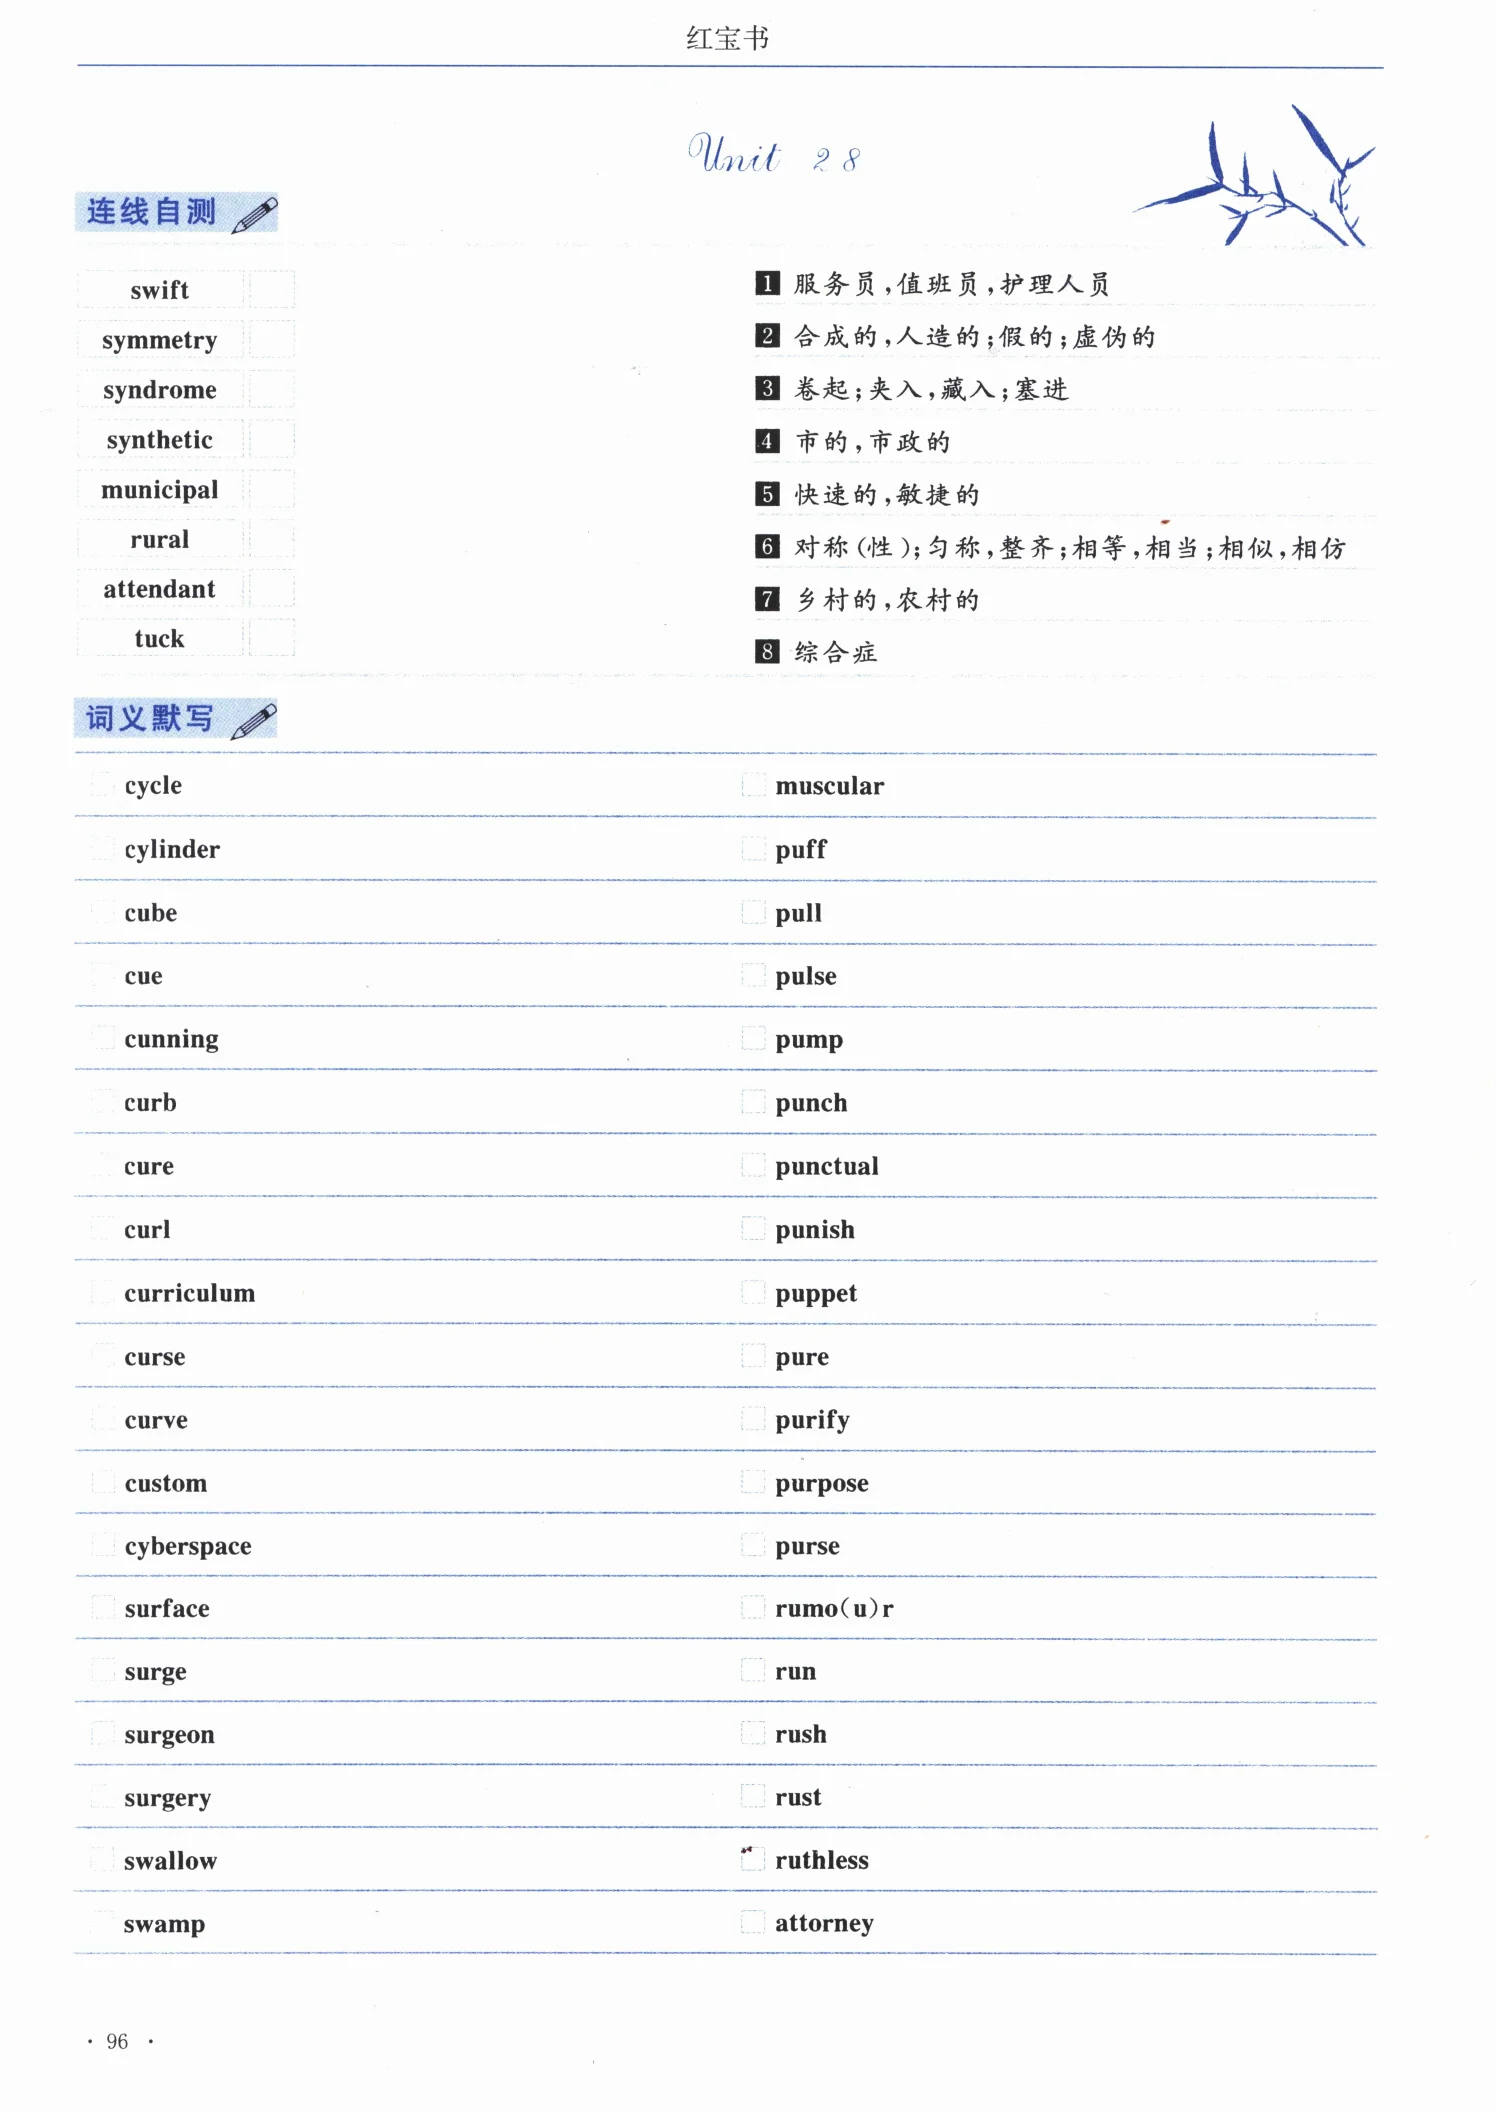 红宝书
Unit 28
连线自测
swift
symmetry
syndrome
synthetic
municipal
rural
attendant
tuck
1 服务员,值班员,护理人员
2 合成的,人造的;假的;虚伪的
3 卷起;夹入,藏入;塞进
4 市的,市政的
5 快速的,敏捷的
6 对称(性);匀称,整齐;相等,相当;相似,相仿
7 乡村的,农村的
8 综合症
词义默写
cycle
cylinder
cube
cue
cunning
curb
cure
curl
curriculum
curse
curve
custom
cyberspace
surface
surge
surgeon
surgery
swallow
swamp
muscular
puff
pull
pulse
pump
punch
punctual
punish
puppet
pure
purify
purpose
purse
rumo(u)r
run
rush
rust
ruthless
attorney
· 96 ·